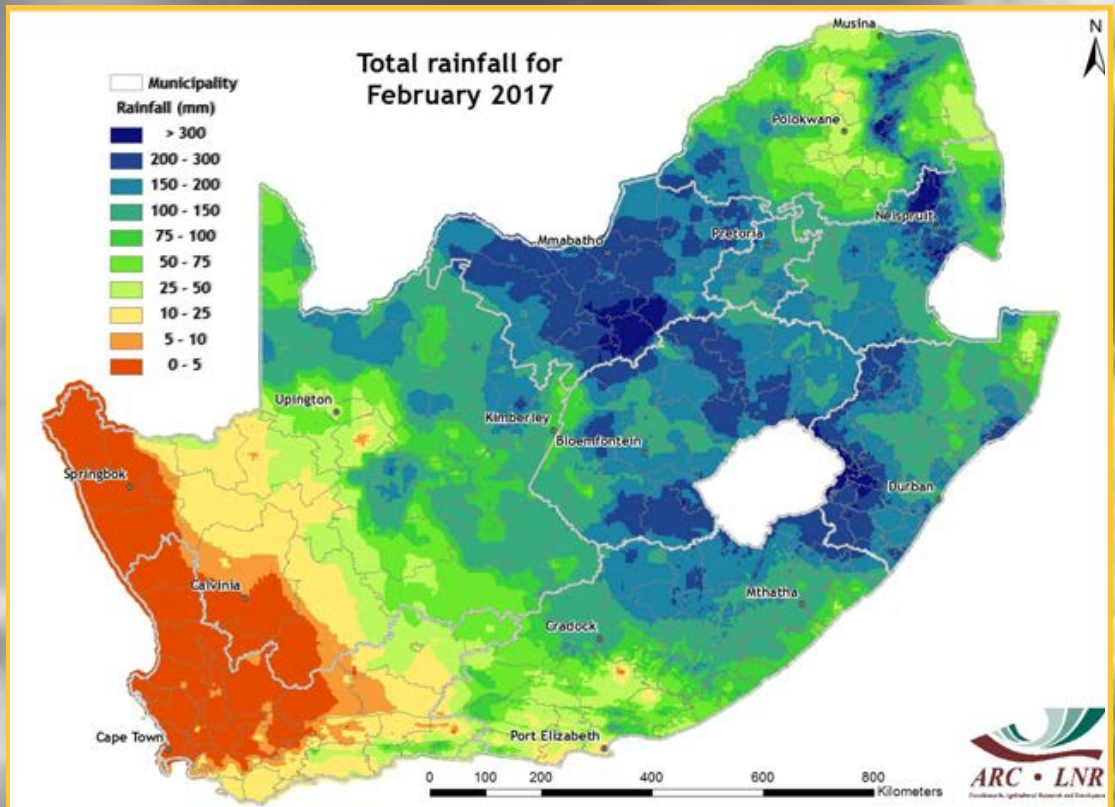 Total rainfall for
February 2017
N
Municipality
Rainfall (mm)
> 300
200 - 300
150 - 200
100 - 150
75 - 100
50 - 75
25 - 50
10 - 25
5 - 10
0 - 5
Musina
Polokwane
Nelspruit
Mmabatho
Pretoria
Upington
Kimberley
Bloemfontein
Springbok
Durban
Calvinia
Mthatha
Cradock
Cape Town
Port Elizabeth
0 100 200 400 600 800
Kilometers
ARC • LNR